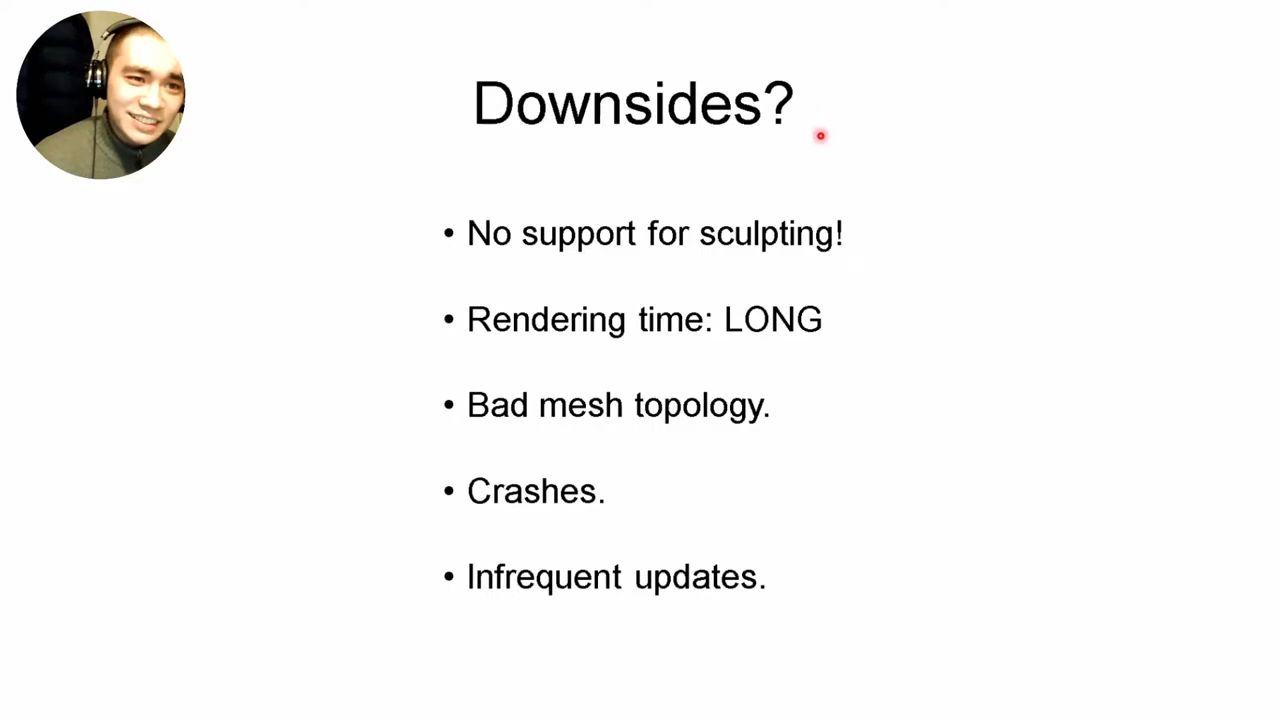 Downsides?
• No support for sculpting!
• Rendering time: LONG
• Bad mesh topology.
• Crashes.
• Infrequent updates.